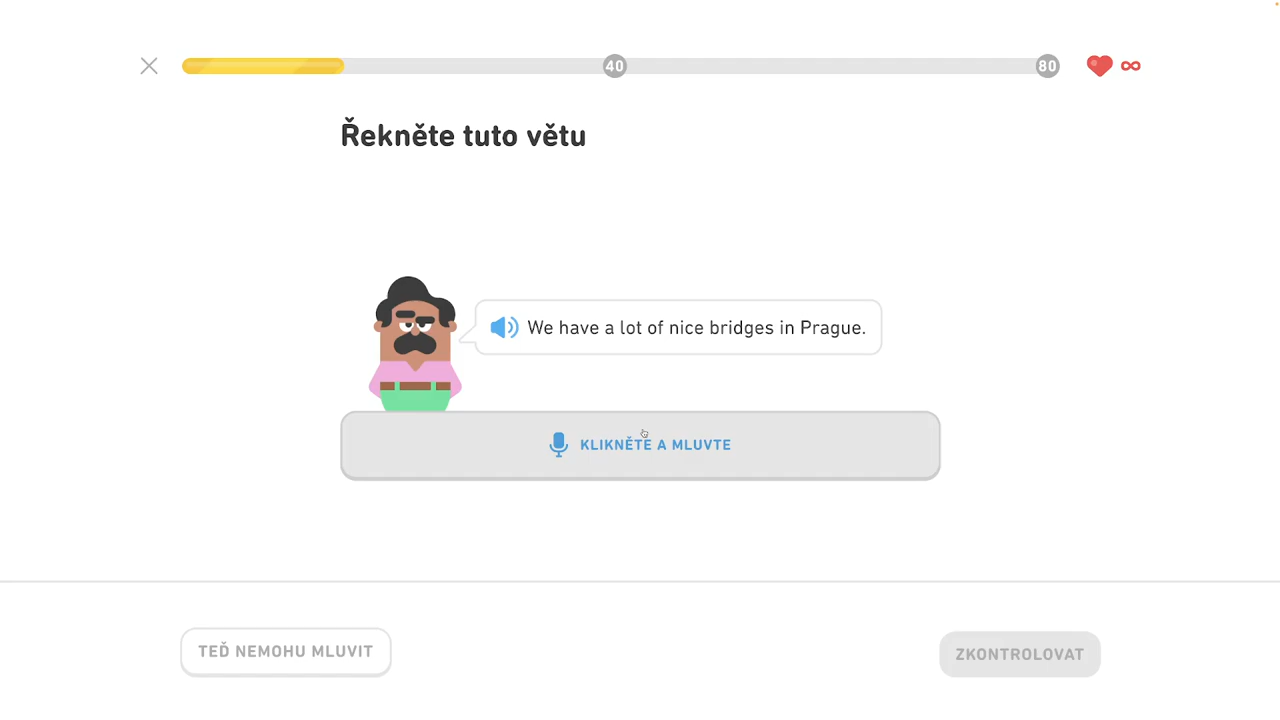 40
80
Řekněte tuto větu
We have a lot of nice bridges in Prague.
KLIKNĚTE A MLUVTE
TEĎ NEMOHU MLUVIT
ZKONTROLOVAT